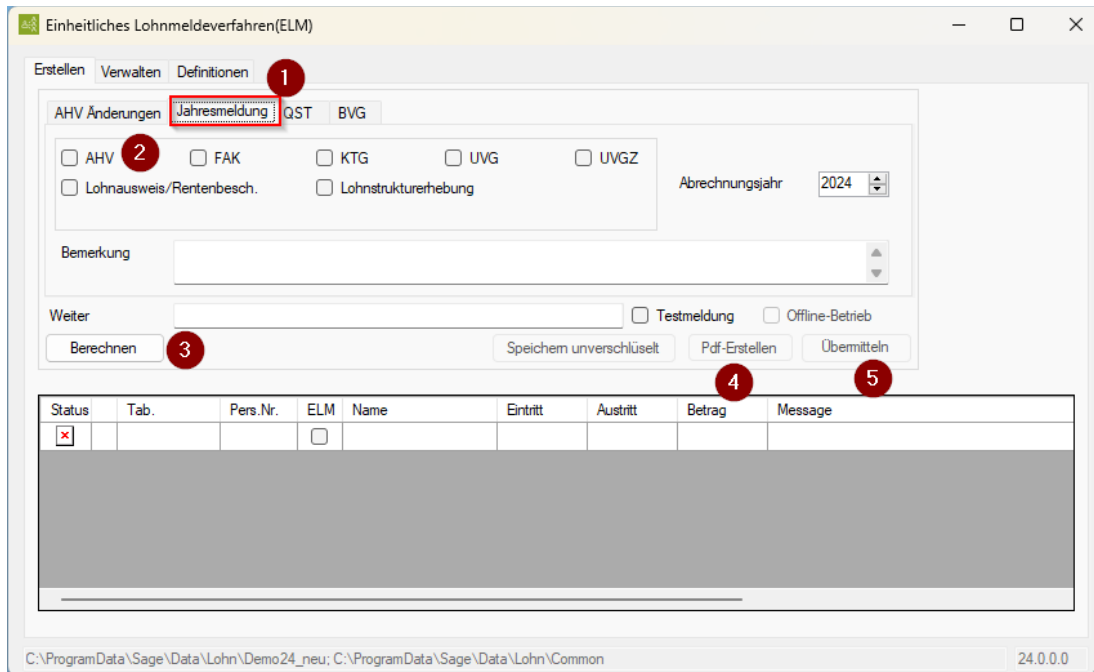 Einheitliches Lohnmeldeverfahren(ELM)
Erstellen Verwalten Definitionen
1
AHV Änderungen Jahresmeldung QST BVG
AHV 2 FAK KTG UVG UVGZ
Lohnausweis/Rentenbesch. Lohnstrukturerhebung Abrechnungsjahr 2024
Bemerkung
Weiter Testmeldung Offline-Betrieb
Berechnen 3 Speichern unverschlüselt Pdf-Erstellen Übermitteln
4 5
Status Tab. Pers.Nr. ELM Name Eintritt Austritt Betrag Message
C:\ProgramData\Sage\Data\Lohn\Demo24_neu; C:\ProgramData\Sage\Data\Lohn\Common 24.0.0.0